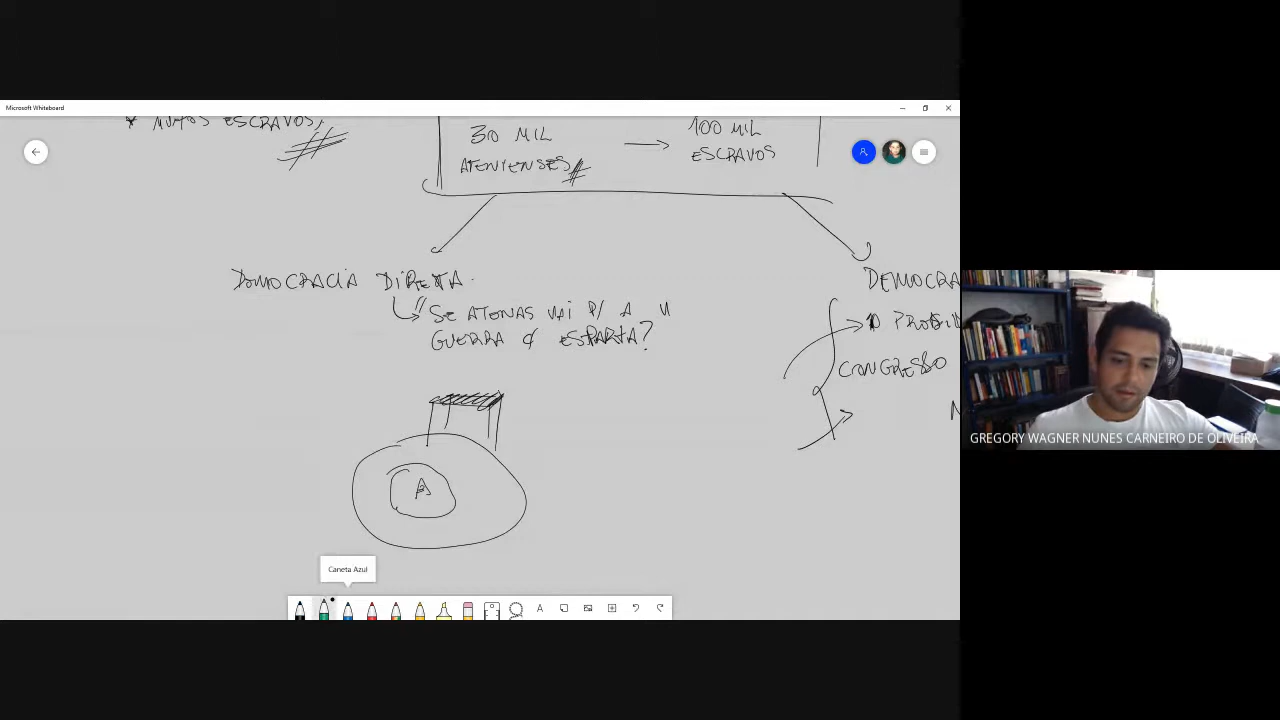 Microsoft Whiteboard
* MUITOS ESCRAVOS,
30 MIL
ATENIENSES
100 MIL
ESCRAVOS
DEMOCRACIA DIRETA.
"SE ATENAS VAI P/ A
GUERRA C/ ESPARTA?
A
DEMOCRA
CONGRESSO
N
GREGORY WAGNER NUNES CARNEIRO DE OLIVEIRA
Caneta Azul
A